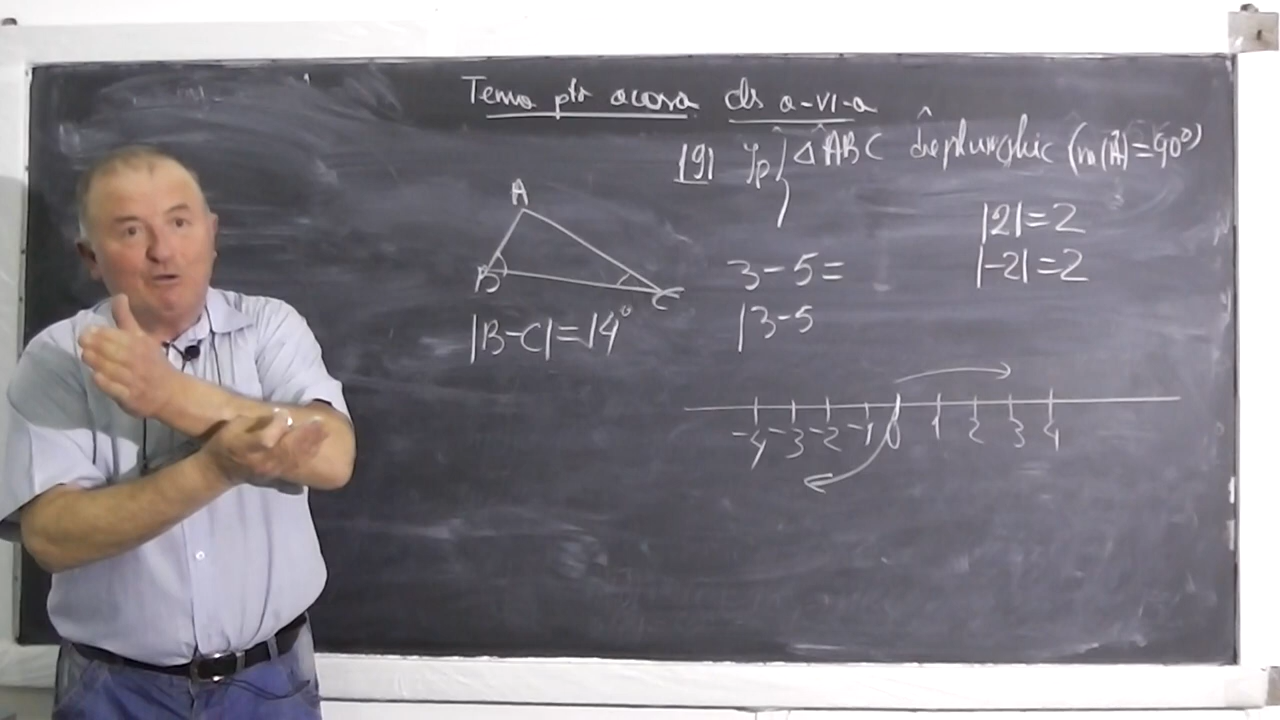 Tema ptr acasa cls a-VI-a
191 Ip ΔABC dreptunghic (m(Â)=90°)
A
B
C
|B-C|=14°
|2|=2
|-2|=2
3-5=
|3-5
-4 -3 -2 -1 0 1 2 3 4